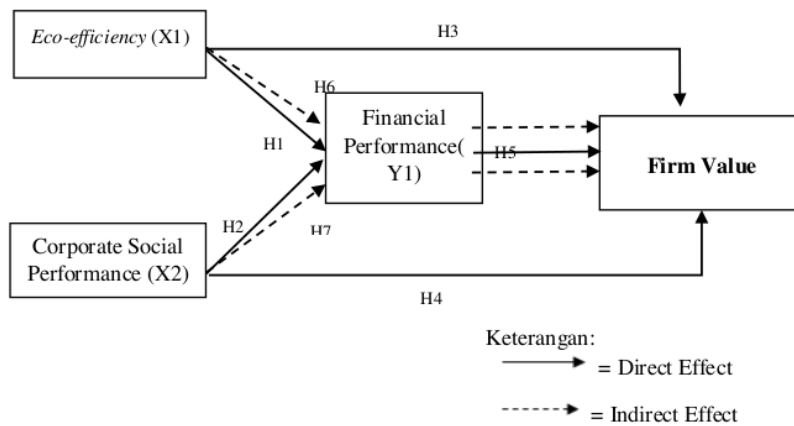 H3
Eco-efficiency (X1)
H6
Financial
Performance(
Y1)
H1
H5
Firm Value
H2
H7
Corporate Social
Performance (X2)
H4
Keterangan:
= Direct Effect
= Indirect Effect